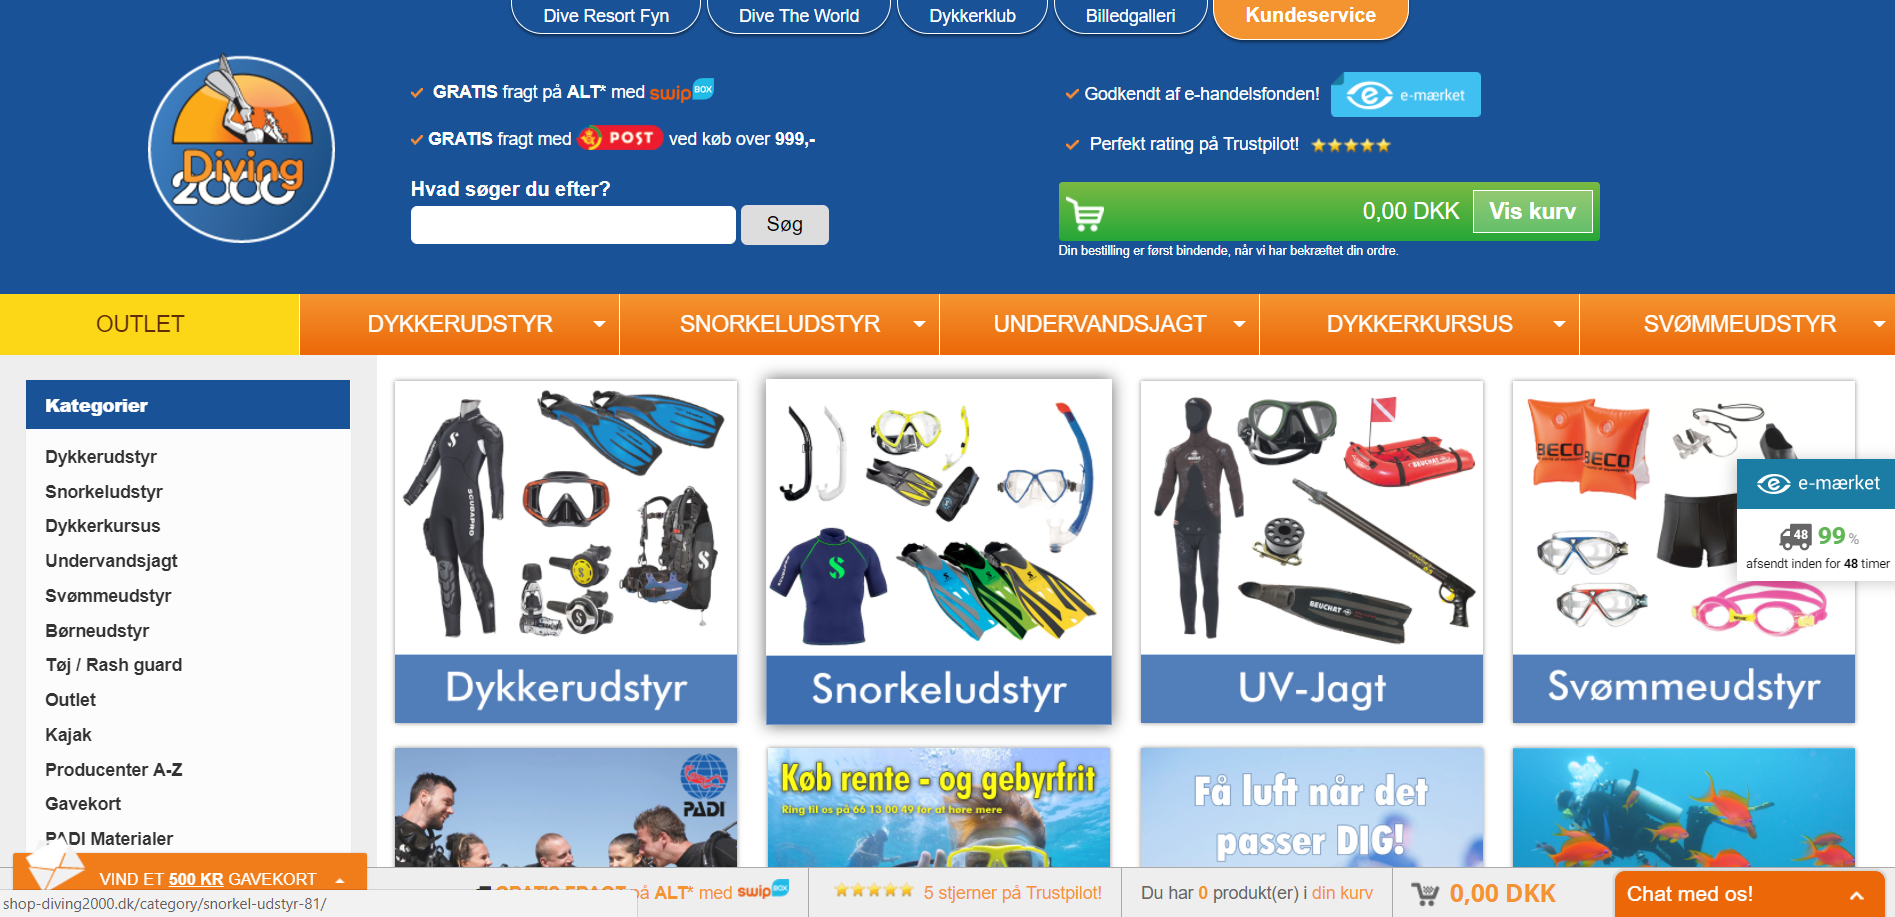 Dive Resort Fyn
Dive The World
Dykkerklub
Billedgalleri
Kundeservice
Diving
2000
GRATIS fragt på ALT* med swip BOX
GRATIS fragt med POST ved køb over 999,-
Godkendt af e-handelsfonden! e-mærket
Perfekt rating på Trustpilot!
Hvad søger du efter?
Søg
0,00 DKK Vis kurv
Din bestilling er først bindende, når vi har bekræftet din ordre.
OUTLET
DYKKERUDSTYR
SNORKELUDSTYR
UNDERVANDSJAGT
DYKKERKURSUS
SVØMMEUDSTYR
Kategorier
Dykkerudstyr
Snorkeludstyr
Dykkerkursus
Undervandsjagt
Svømmeudstyr
Børneudstyr
Tøj / Rash guard
Outlet
Kajak
Producenter A-Z
Gavekort
PADI Materialer
SCUBAPRO
Dykkerudstyr
Snorkeludstyr
BEUCHAT
BEUCHAT
UV-Jagt
BECO
BECO
Svømmeudstyr
e-mærket
48 99 %
afsendt inden for 48 timer
PADI
Køb rente - og gebyrfrit
Ring til os på 66 13 00 49 for at høre mere
Få luft når det
passer DIG!
VIND ET 500 KR GAVEKORT
shop-diving2000.dk/category/snorkel-udstyr-81/
GRATIS FRAGT på ALT* med swip BOX
5 stjerner på Trustpilot!
Du har 0 produkt(er) i din kurv
0,00 DKK
Chat med os!